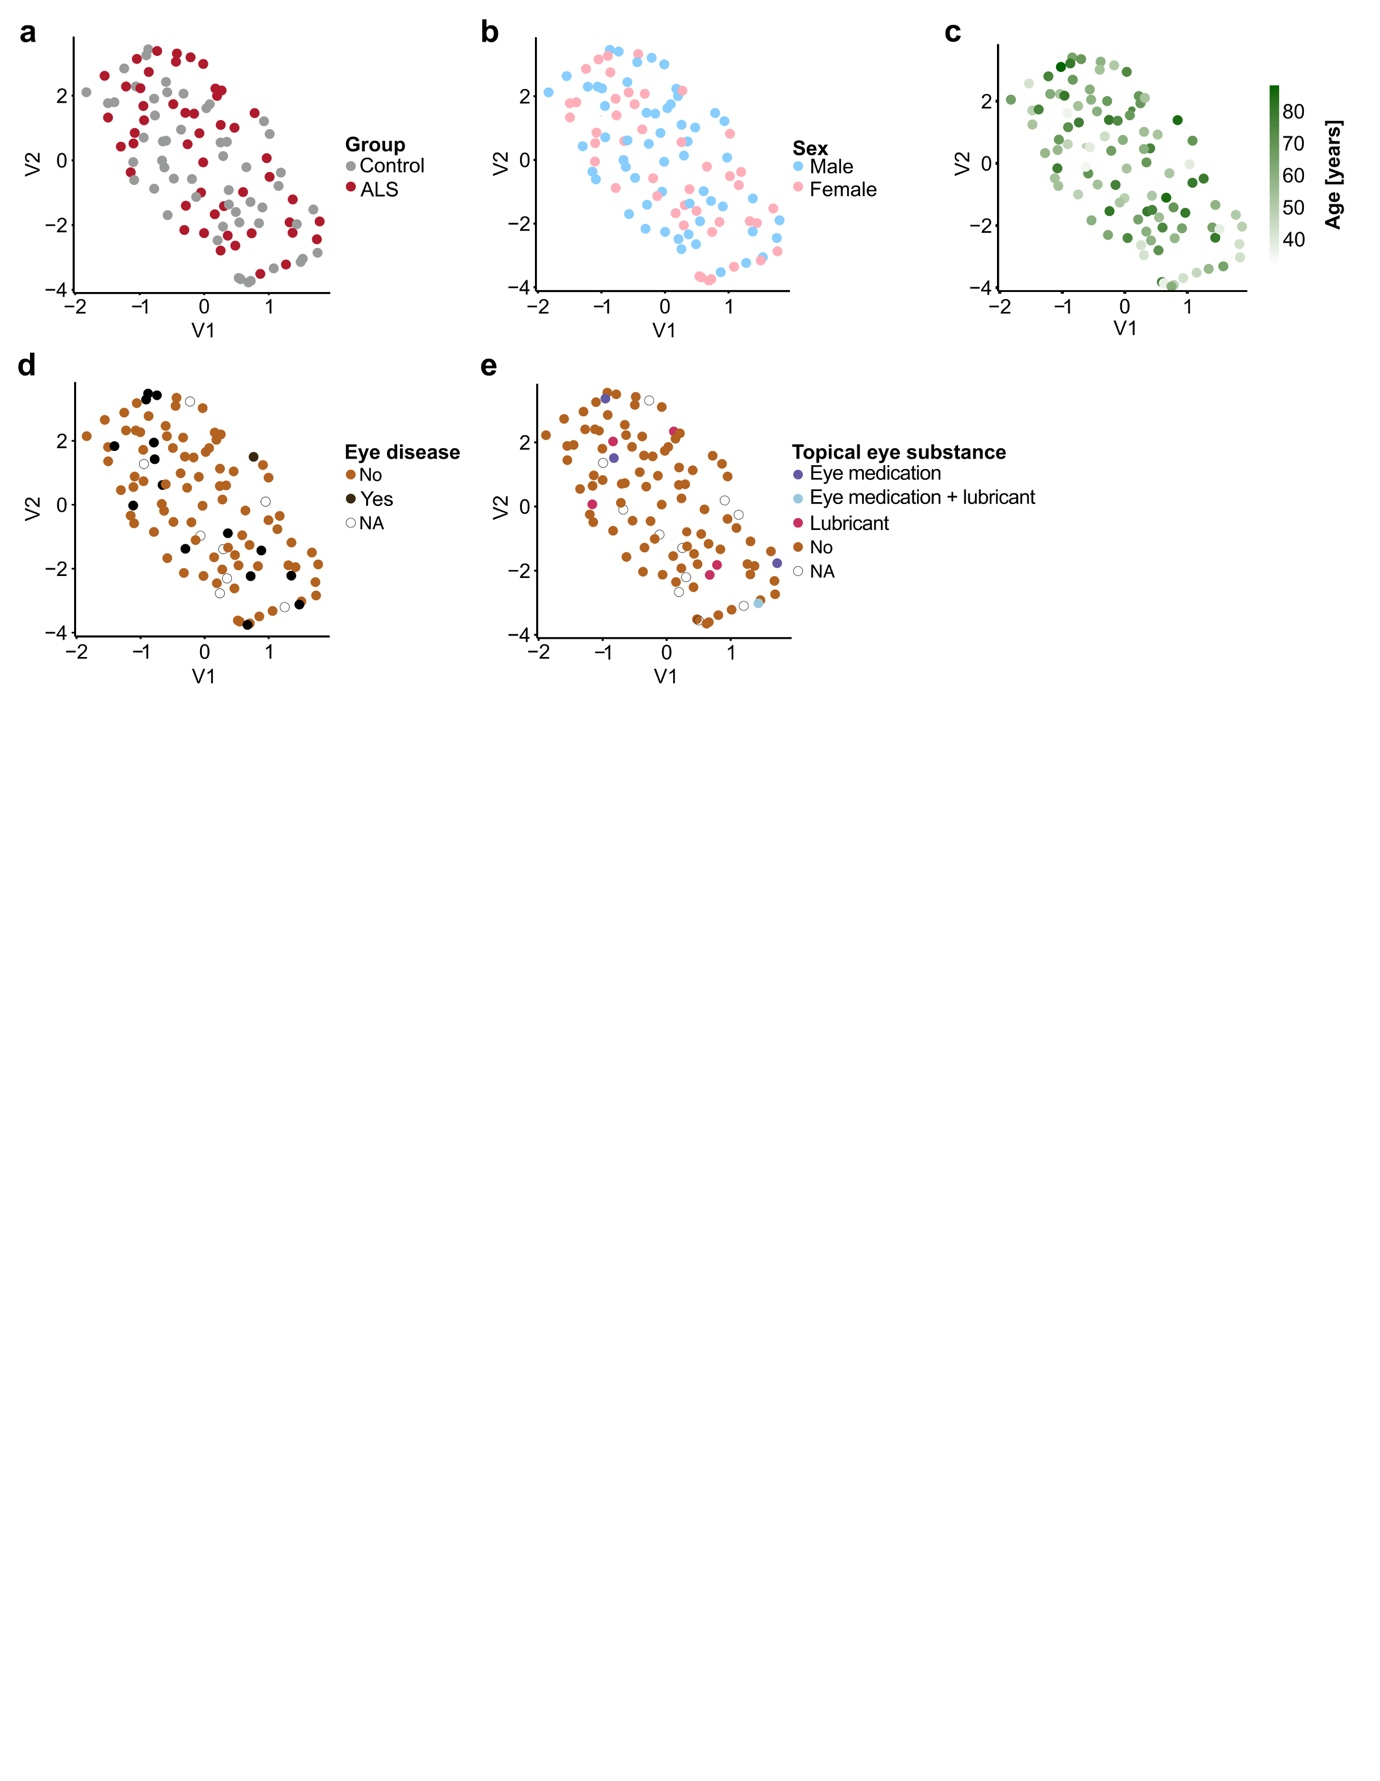 a
V2
2
0
−2
−4
−2 −1 0 1
V1
Group
Control
ALS
b
V2
2
0
−2
−4
−2 −1 0 1
V1
Sex
Male
Female
c
V2
2
0
−2
−4
−2 −1 0 1
V1
80
70
60
50
40
Age [years]
d
V2
2
0
−2
−4
−2 −1 0 1
V1
Eye disease
No
Yes
NA
e
V2
2
0
−2
−4
−2 −1 0 1
V1
Topical eye substance
Eye medication
Eye medication + lubricant
Lubricant
No
NA